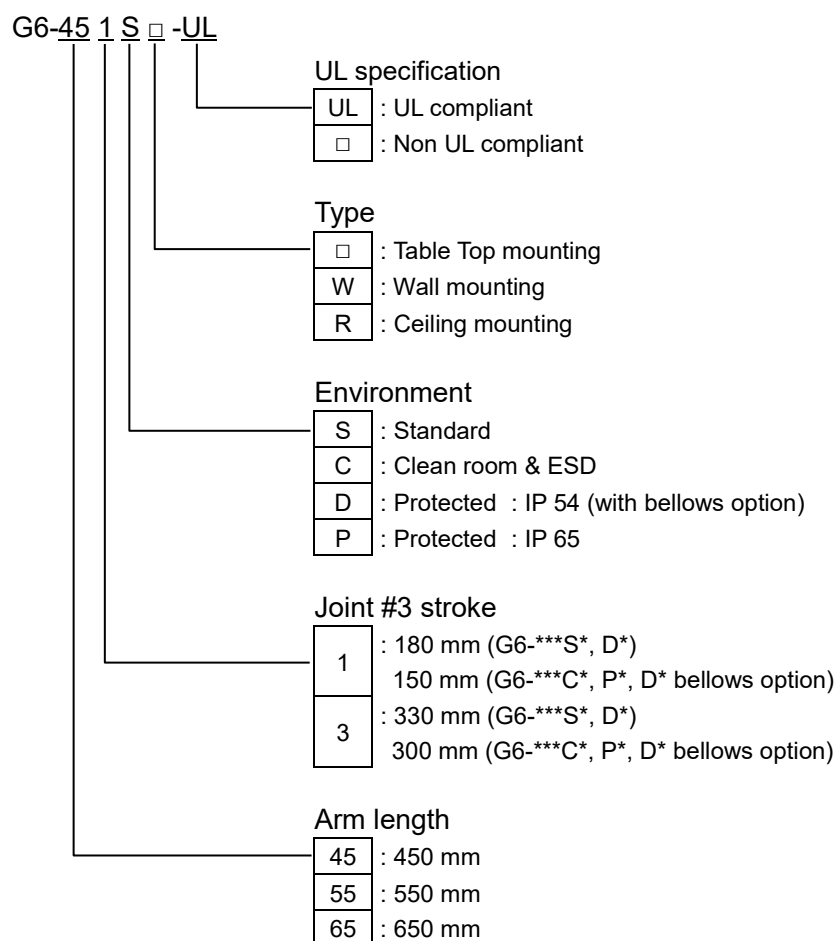 G6-45 1 S □ -UL
UL specification
UL : UL compliant
□ : Non UL compliant
Type
□ : Table Top mounting
W : Wall mounting
R : Ceiling mounting
Environment
S : Standard
C : Clean room & ESD
D : Protected : IP 54 (with bellows option)
P : Protected : IP 65
Joint #3 stroke
1 : 180 mm (G6-***S*, D*)
150 mm (G6-***C*, P*, D* bellows option)
3 : 330 mm (G6-***S*, D*)
300 mm (G6-***C*, P*, D* bellows option)
Arm length
45 : 450 mm
55 : 550 mm
65 : 650 mm